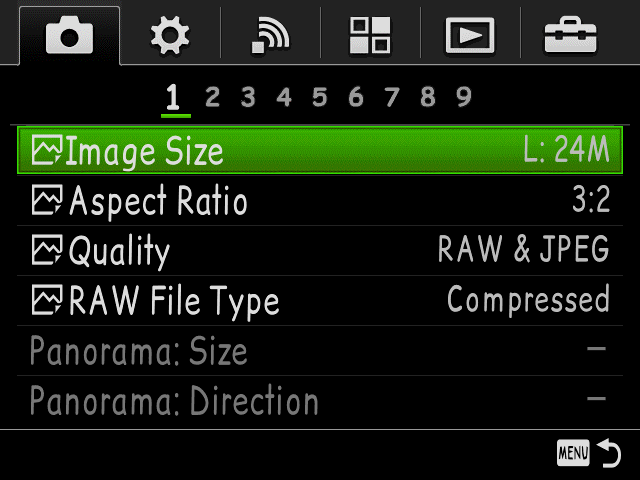 1 2 3 4 5 6 7 8 9
Image Size L: 24M
Aspect Ratio 3:2
Quality RAW & JPEG
RAW File Type Compressed
Panorama: Size –
Panorama: Direction –
MENU